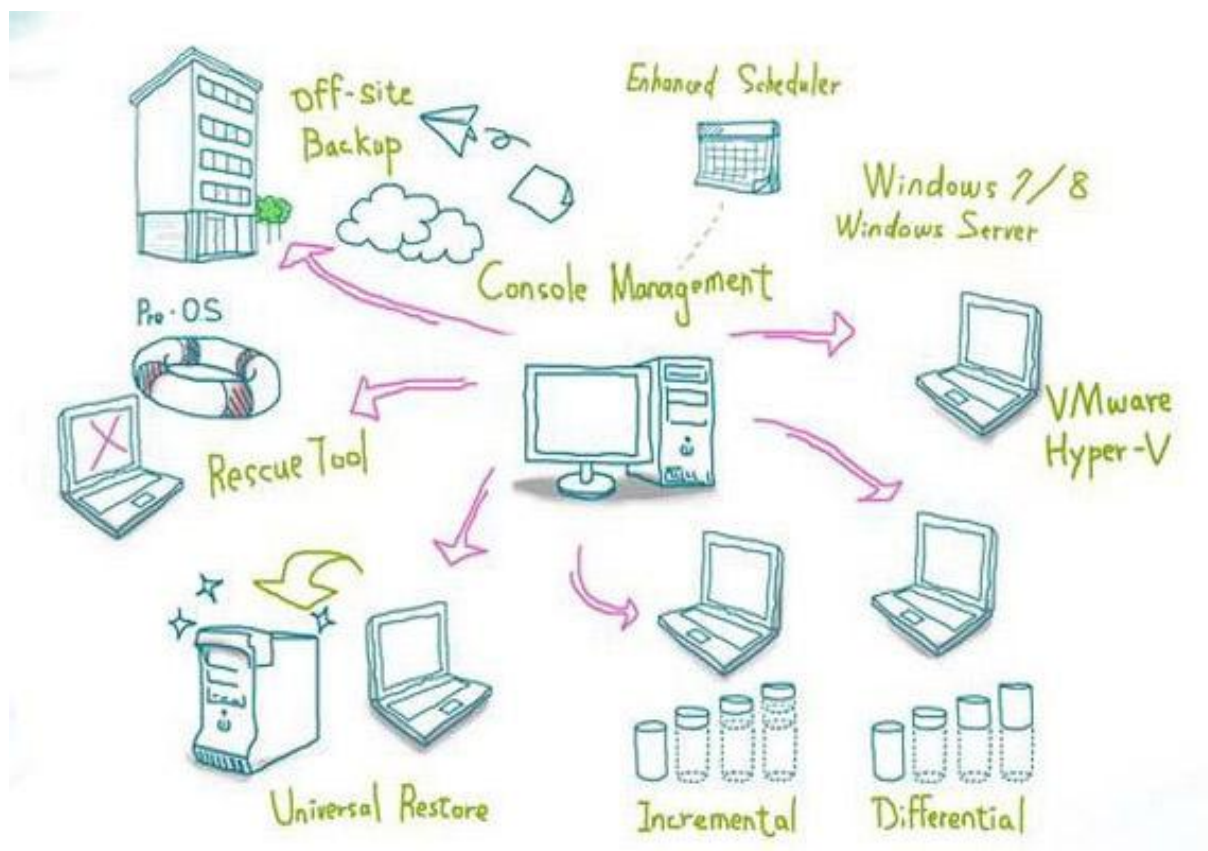 Off-site
Backup
Enhanced Scheduler
Windows 7/8
Windows Server
Console Management
Pre-OS
VMware
Hyper-V
Rescue Tool
Universal Restore
Incremental
Differential